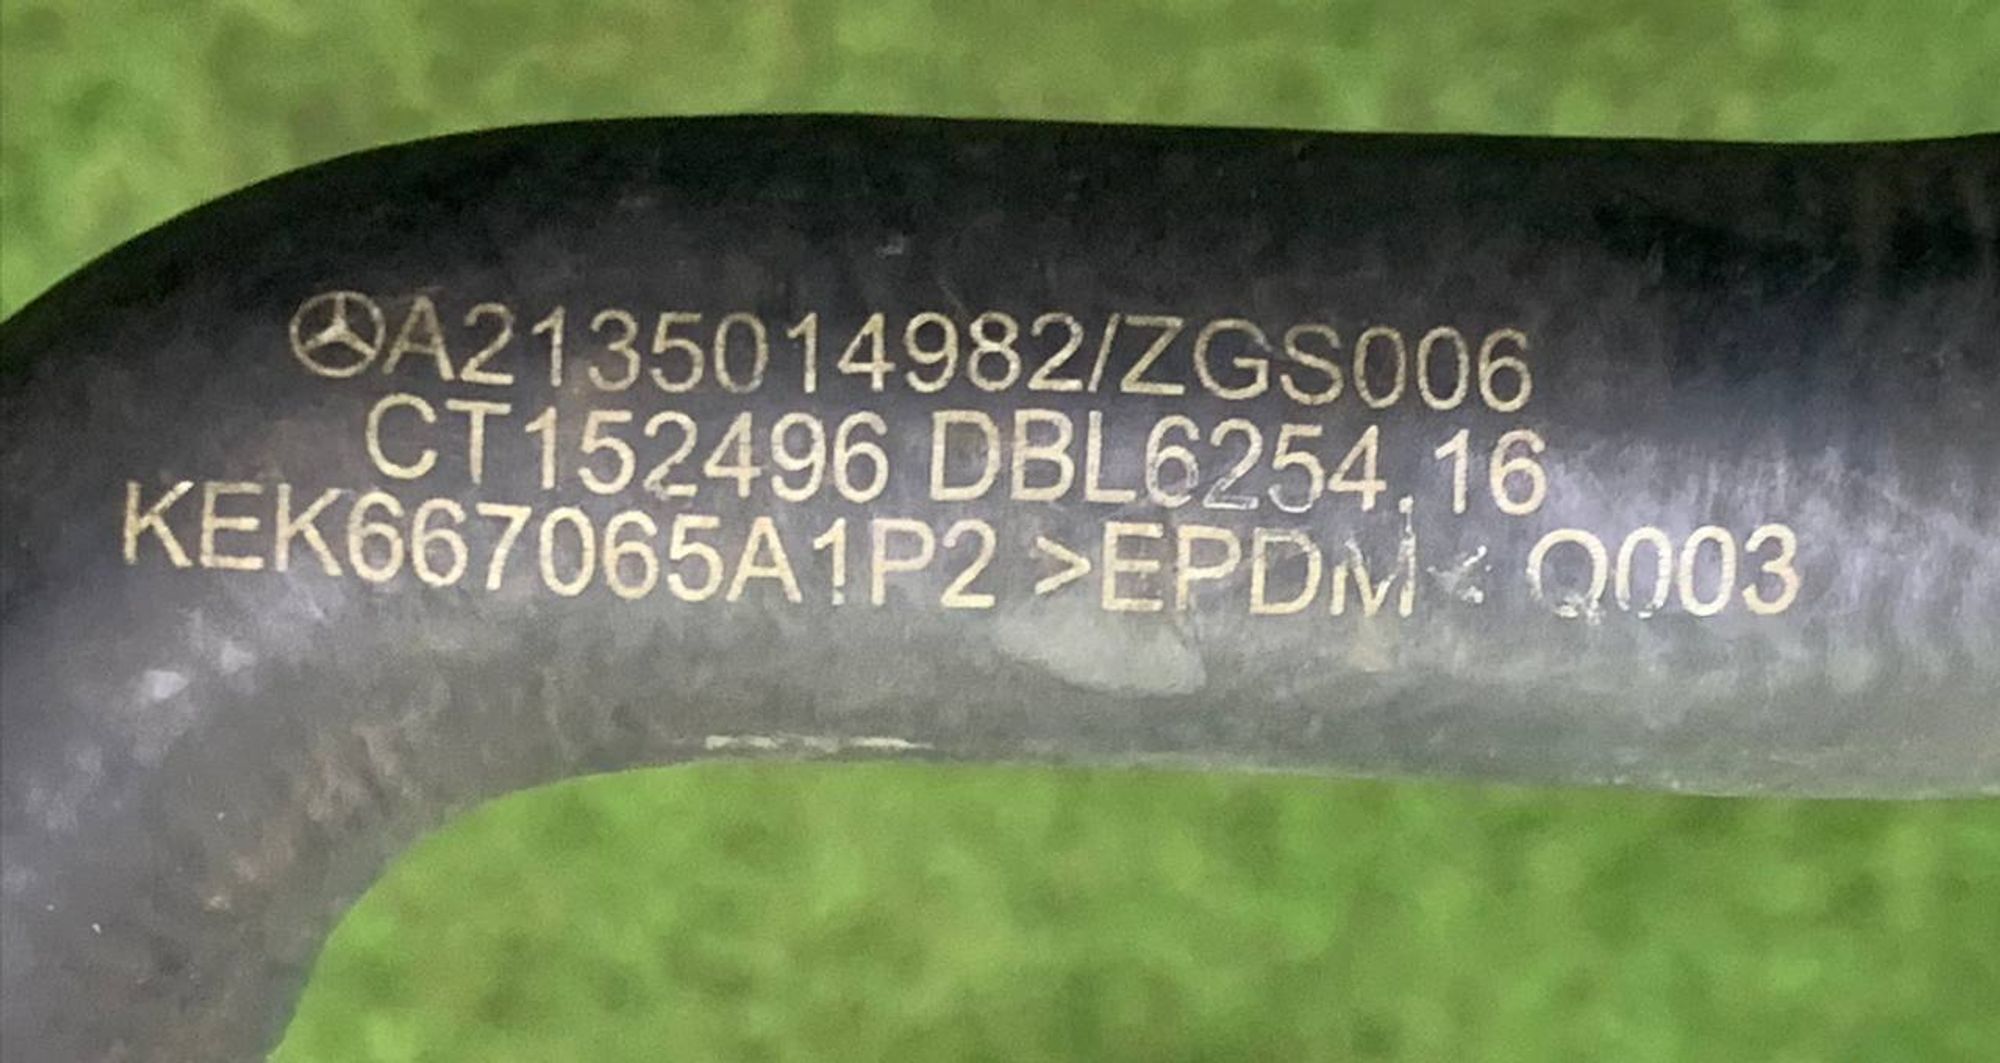 A2135014982/ZGS006
CT152496 DBL6254.16
KEK667065A1P2 >EPDM< Q003